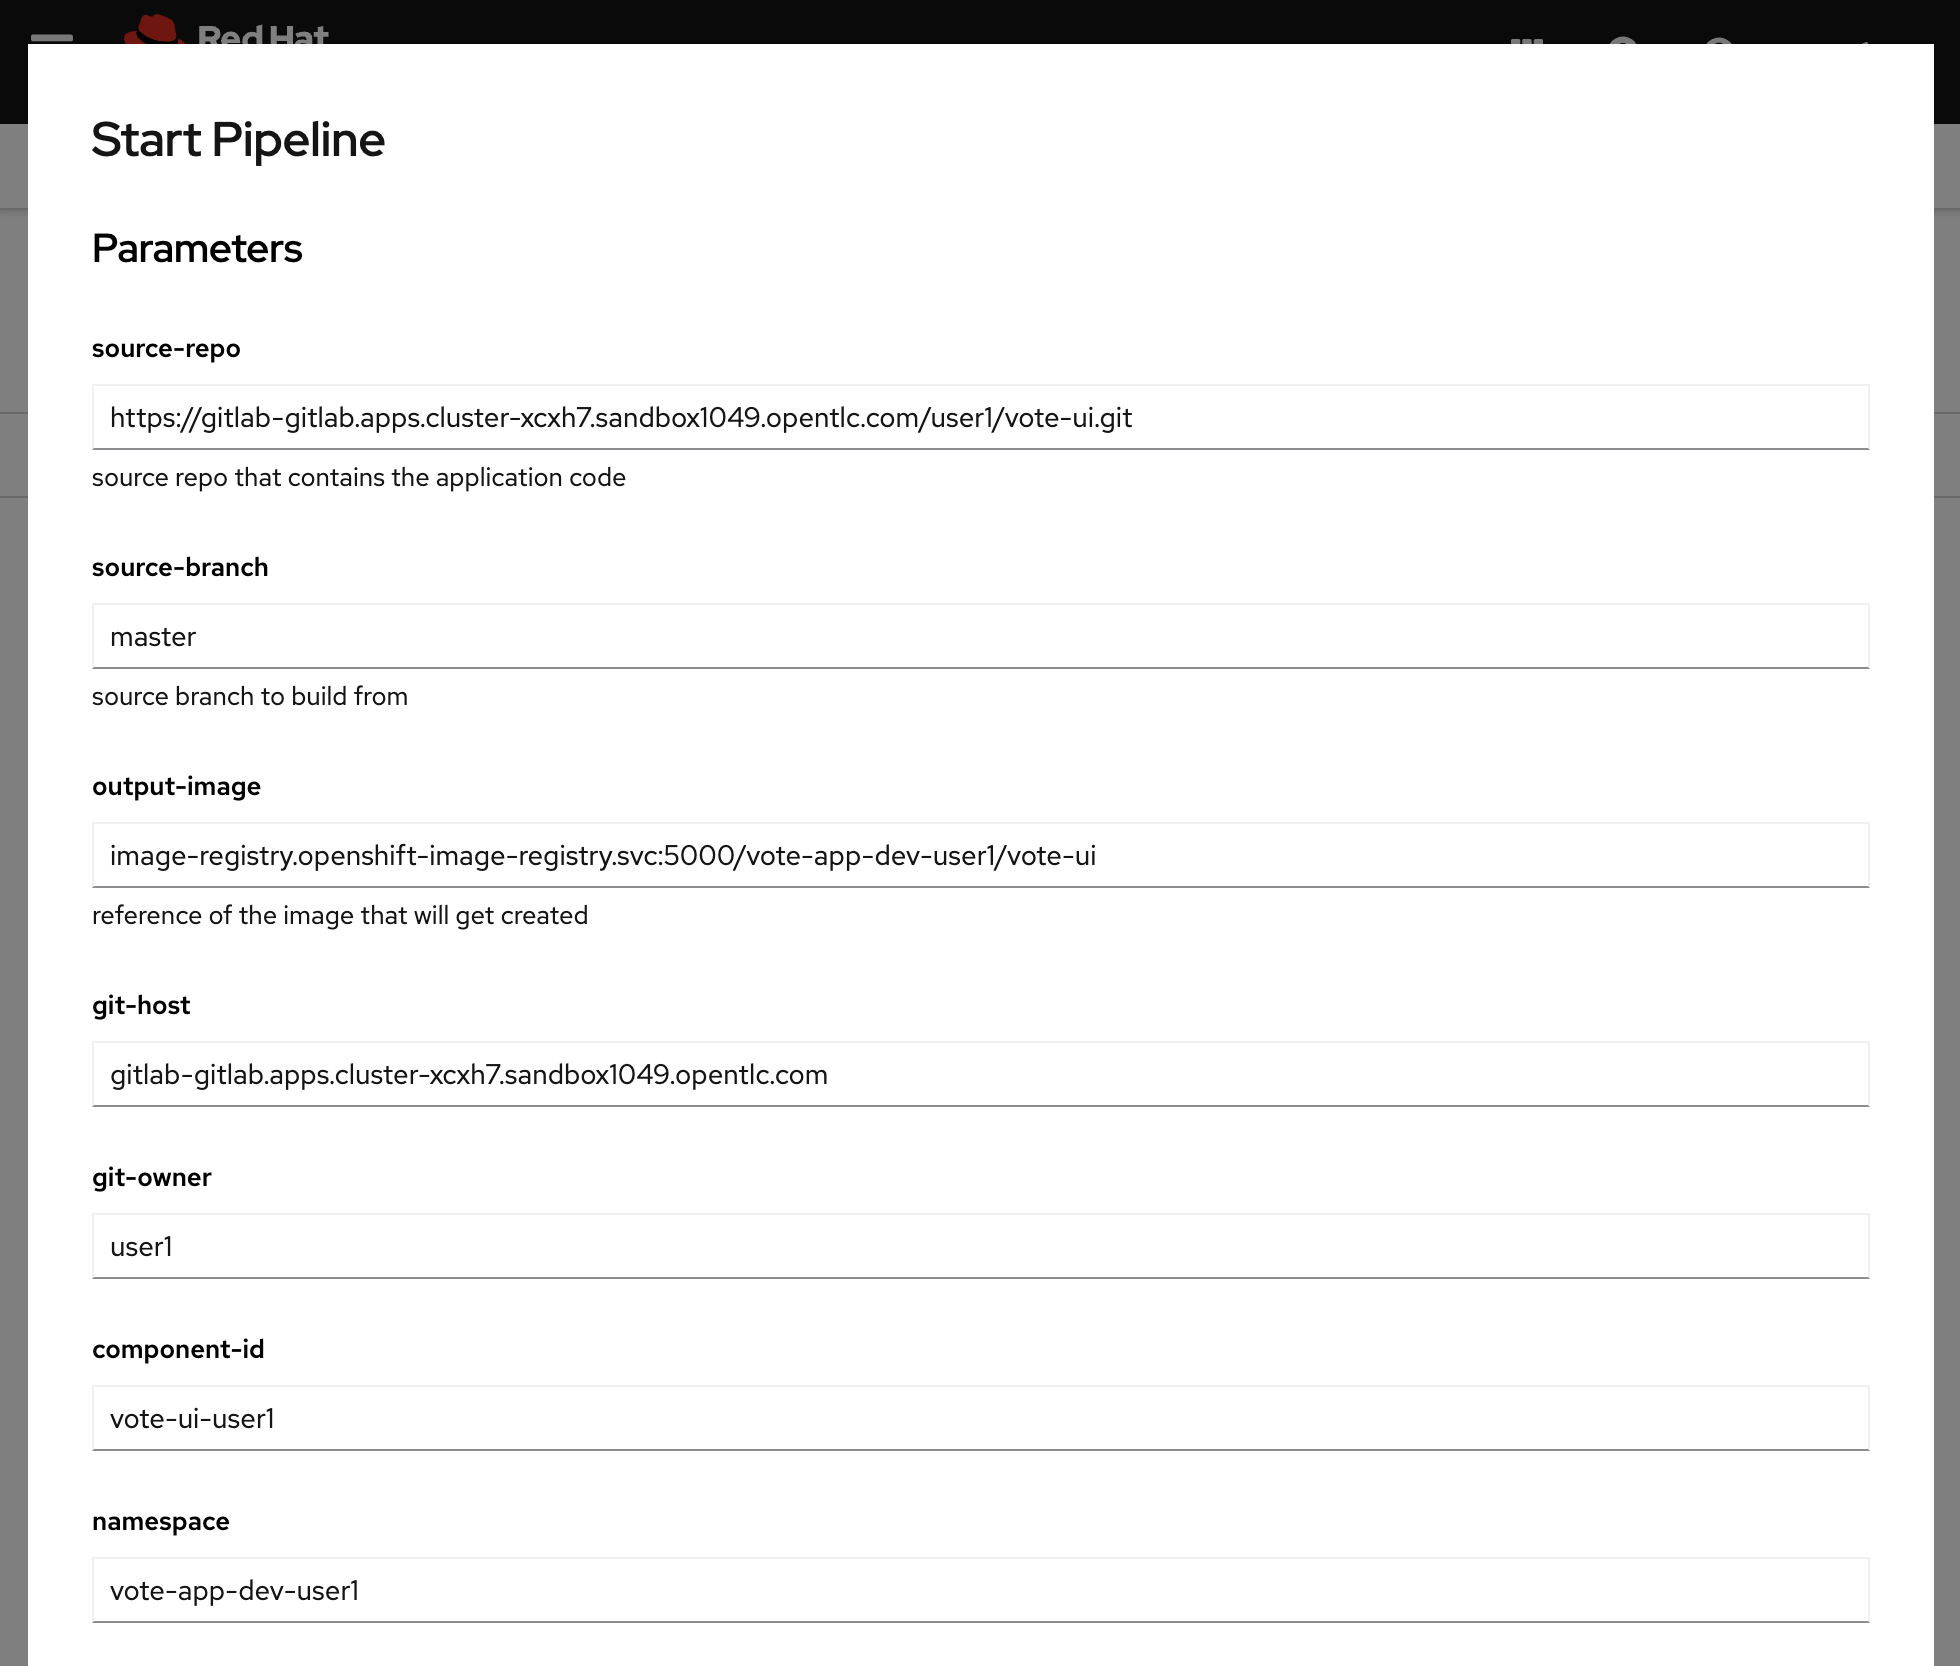 Red Hat
Start Pipeline
Parameters
source-repo
https://gitlab-gitlab.apps.cluster-xcxh7.sandbox1049.opentlc.com/user1/vote-ui.git
source repo that contains the application code
source-branch
master
source branch to build from
output-image
image-registry.openshift-image-registry.svc:5000/vote-app-dev-user1/vote-ui
reference of the image that will get created
git-host
gitlab-gitlab.apps.cluster-xcxh7.sandbox1049.opentlc.com
git-owner
user1
component-id
vote-ui-user1
namespace
vote-app-dev-user1